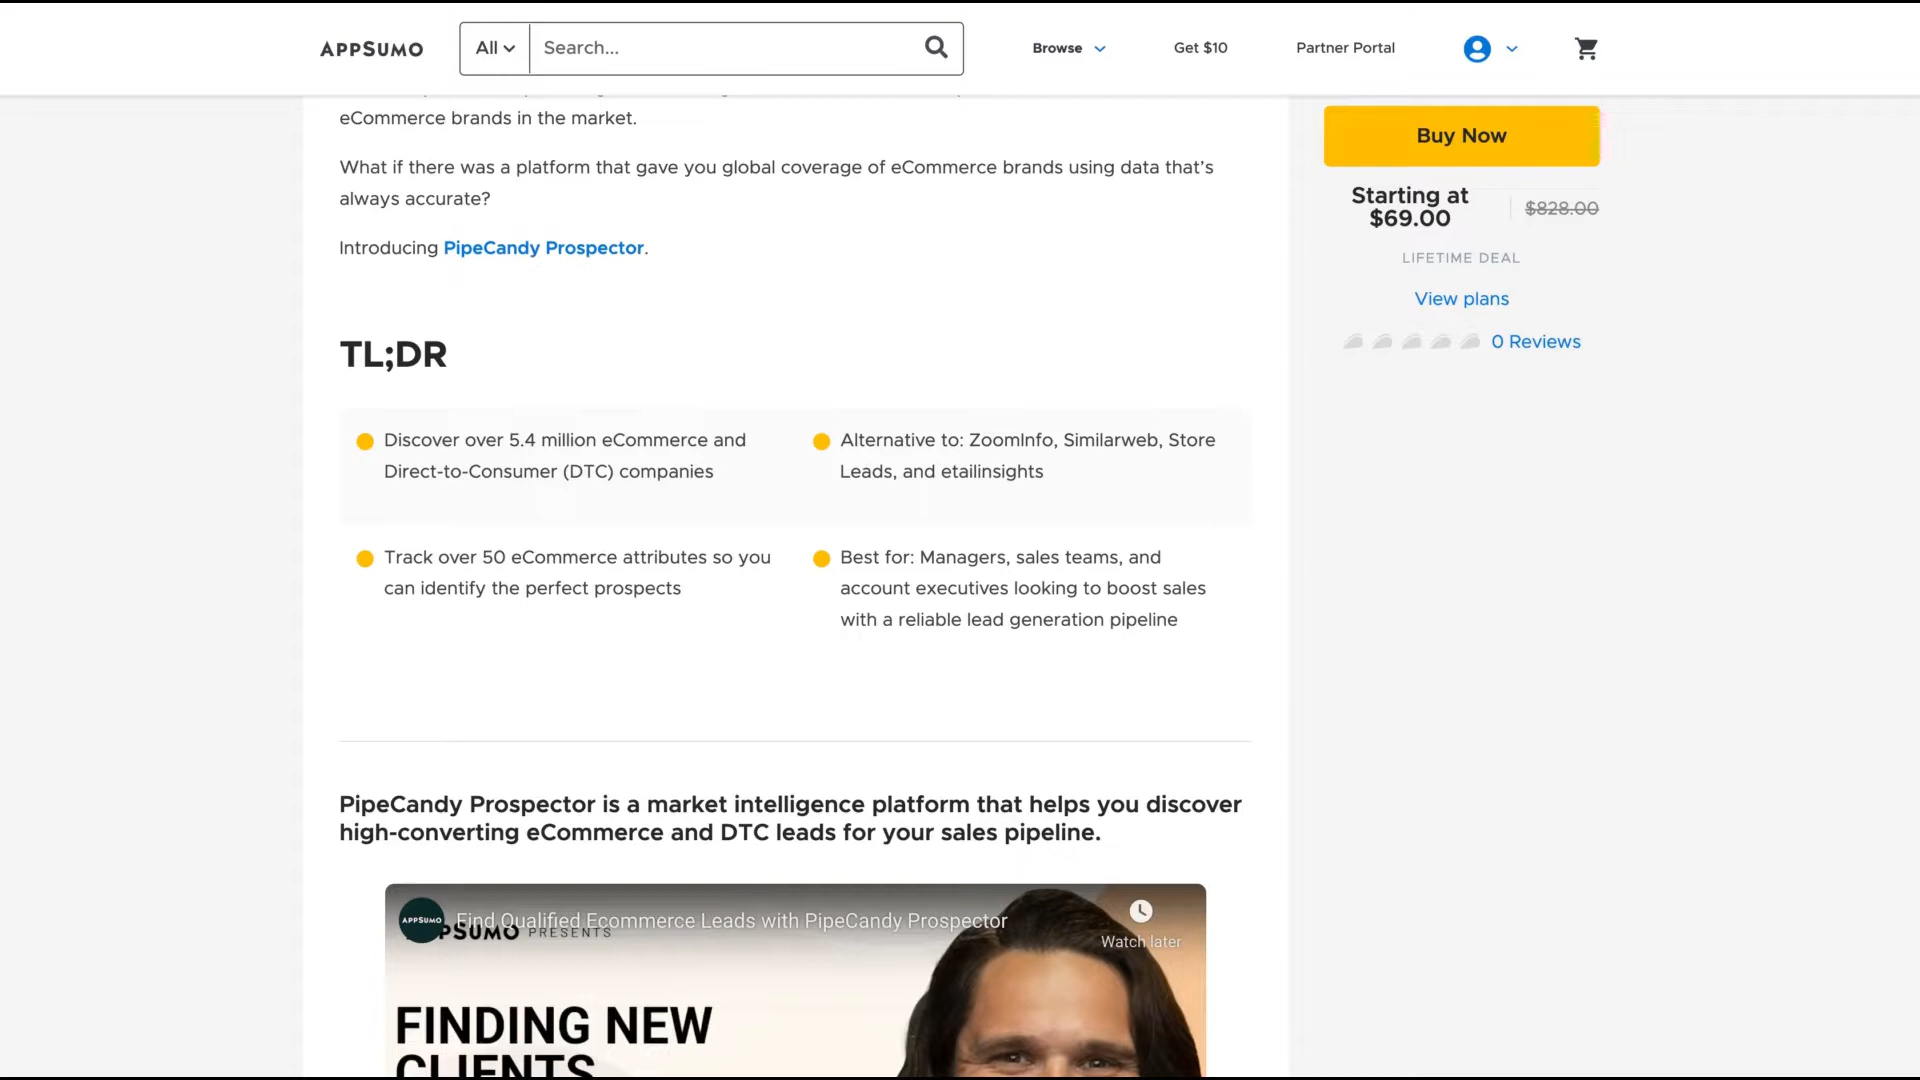 APPSUMO
All
Search...
Browse
Get $10
Partner Portal
eCommerce brands in the market.
What if there was a platform that gave you global coverage of eCommerce brands using data that's
always accurate?
Introducing PipeCandy Prospector.
Buy Now
Starting at
$69.00
$828.00
LIFETIME DEAL
View plans
0 Reviews
TL;DR
Discover over 5.4 million eCommerce and
Direct-to-Consumer (DTC) companies
Alternative to: ZoomInfo, Similarweb, Store
Leads, and etailinsights
Track over 50 eCommerce attributes so you
can identify the perfect prospects
Best for: Managers, sales teams, and
account executives looking to boost sales
with a reliable lead generation pipeline
PipeCandy Prospector is a market intelligence platform that helps you discover
high-converting eCommerce and DTC leads for your sales pipeline.
APPSUMO
Find Qualified Ecommerce Leads with PipeCandy Prospector
PSUMO PRESENTS
Watch later
FINDING NEW
CLIENTS